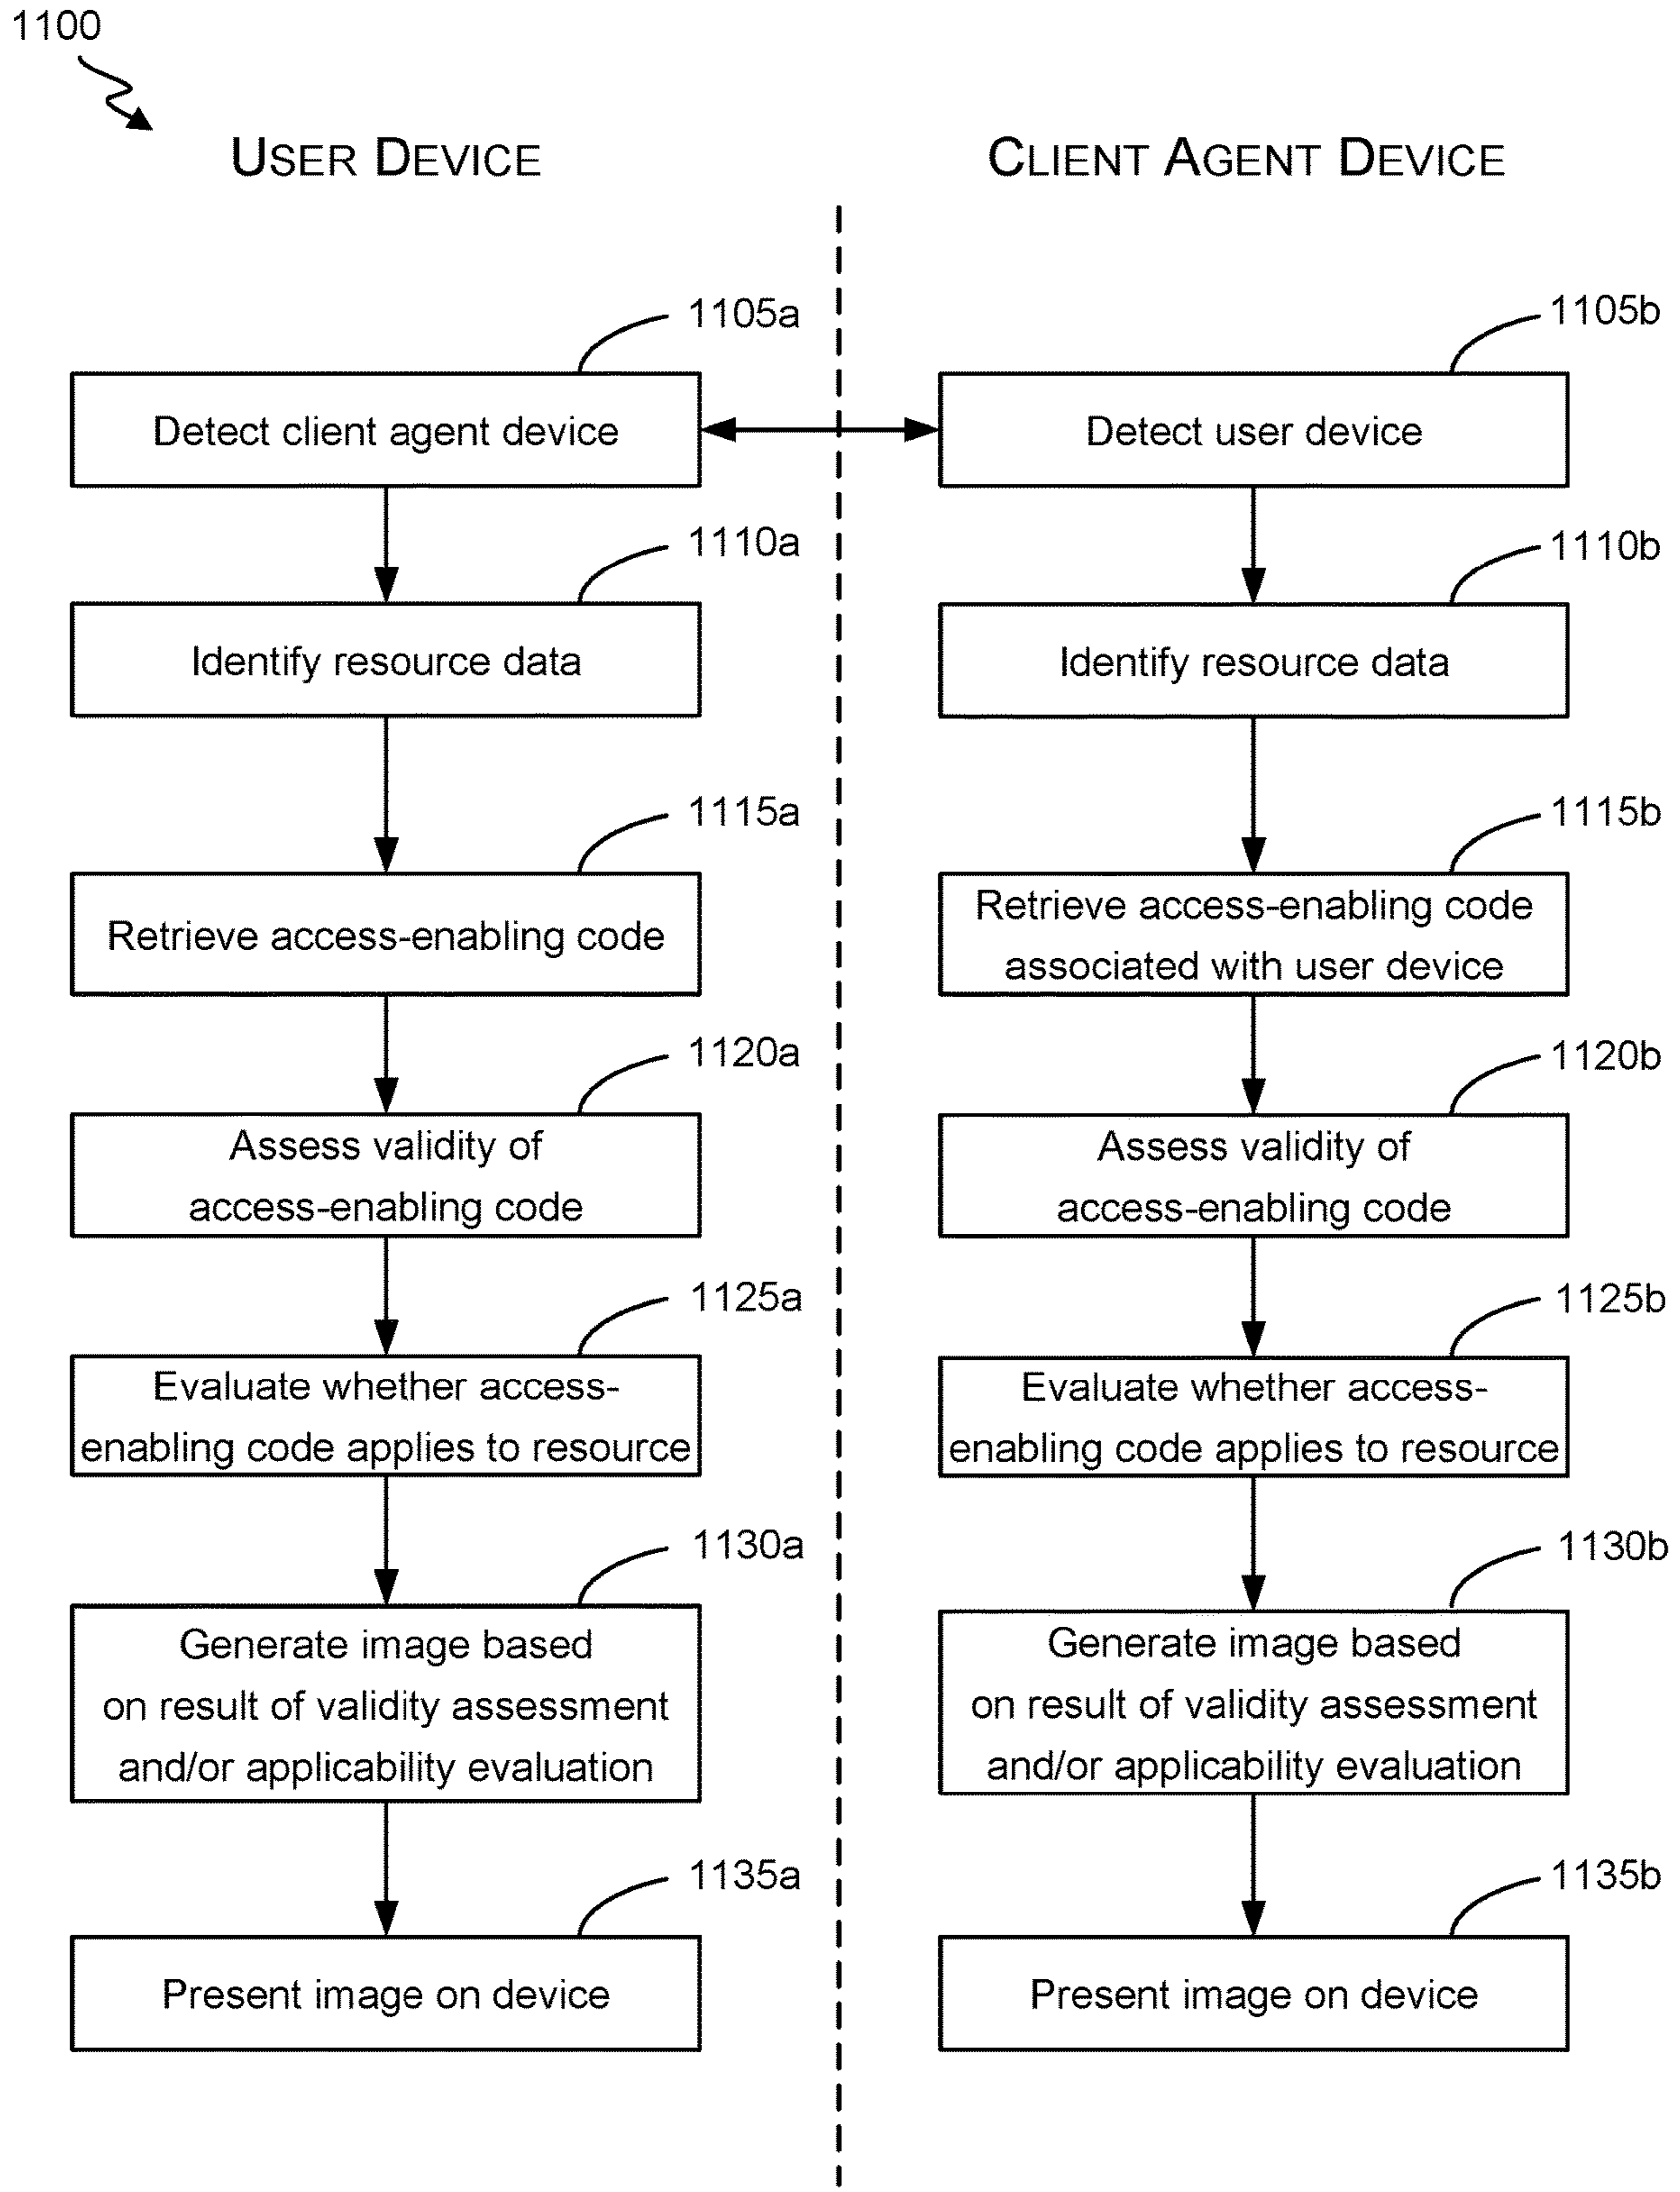 1100
USER DEVICE
CLIENT AGENT DEVICE
1105a
1105b
Detect client agent device
Detect user device
1110a
1110b
Identify resource data
Identify resource data
1115a
1115b
Retrieve access-enabling code
Retrieve access-enabling code
associated with user device
1120a
1120b
Assess validity of
access-enabling code
Assess validity of
access-enabling code
1125a
1125b
Evaluate whether access-
enabling code applies to resource
Evaluate whether access-
enabling code applies to resource
1130a
1130b
Generate image based
on result of validity assessment
and/or applicability evaluation
Generate image based
on result of validity assessment
and/or applicability evaluation
1135a
1135b
Present image on device
Present image on device